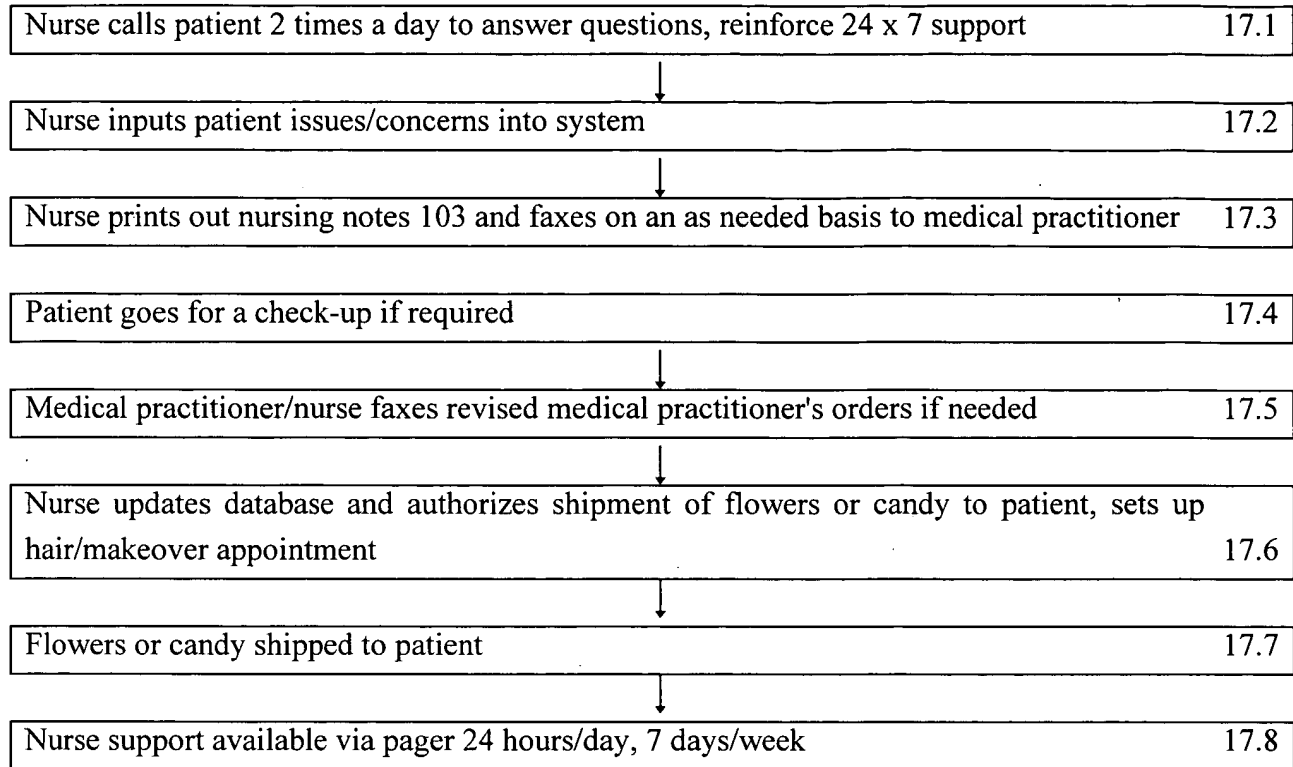 Nurse calls patient 2 times a day to answer questions, reinforce 24 x 7 support 17.1
Nurse inputs patient issues/concerns into system 17.2
Nurse prints out nursing notes 103 and faxes on an as needed basis to medical practitioner 17.3
Patient goes for a check-up if required 17.4
Medical practitioner/nurse faxes revised medical practitioner's orders if needed 17.5
Nurse updates database and authorizes shipment of flowers or candy to patient, sets up
hair/makeover appointment 17.6
Flowers or candy shipped to patient 17.7
Nurse support available via pager 24 hours/day, 7 days/week 17.8